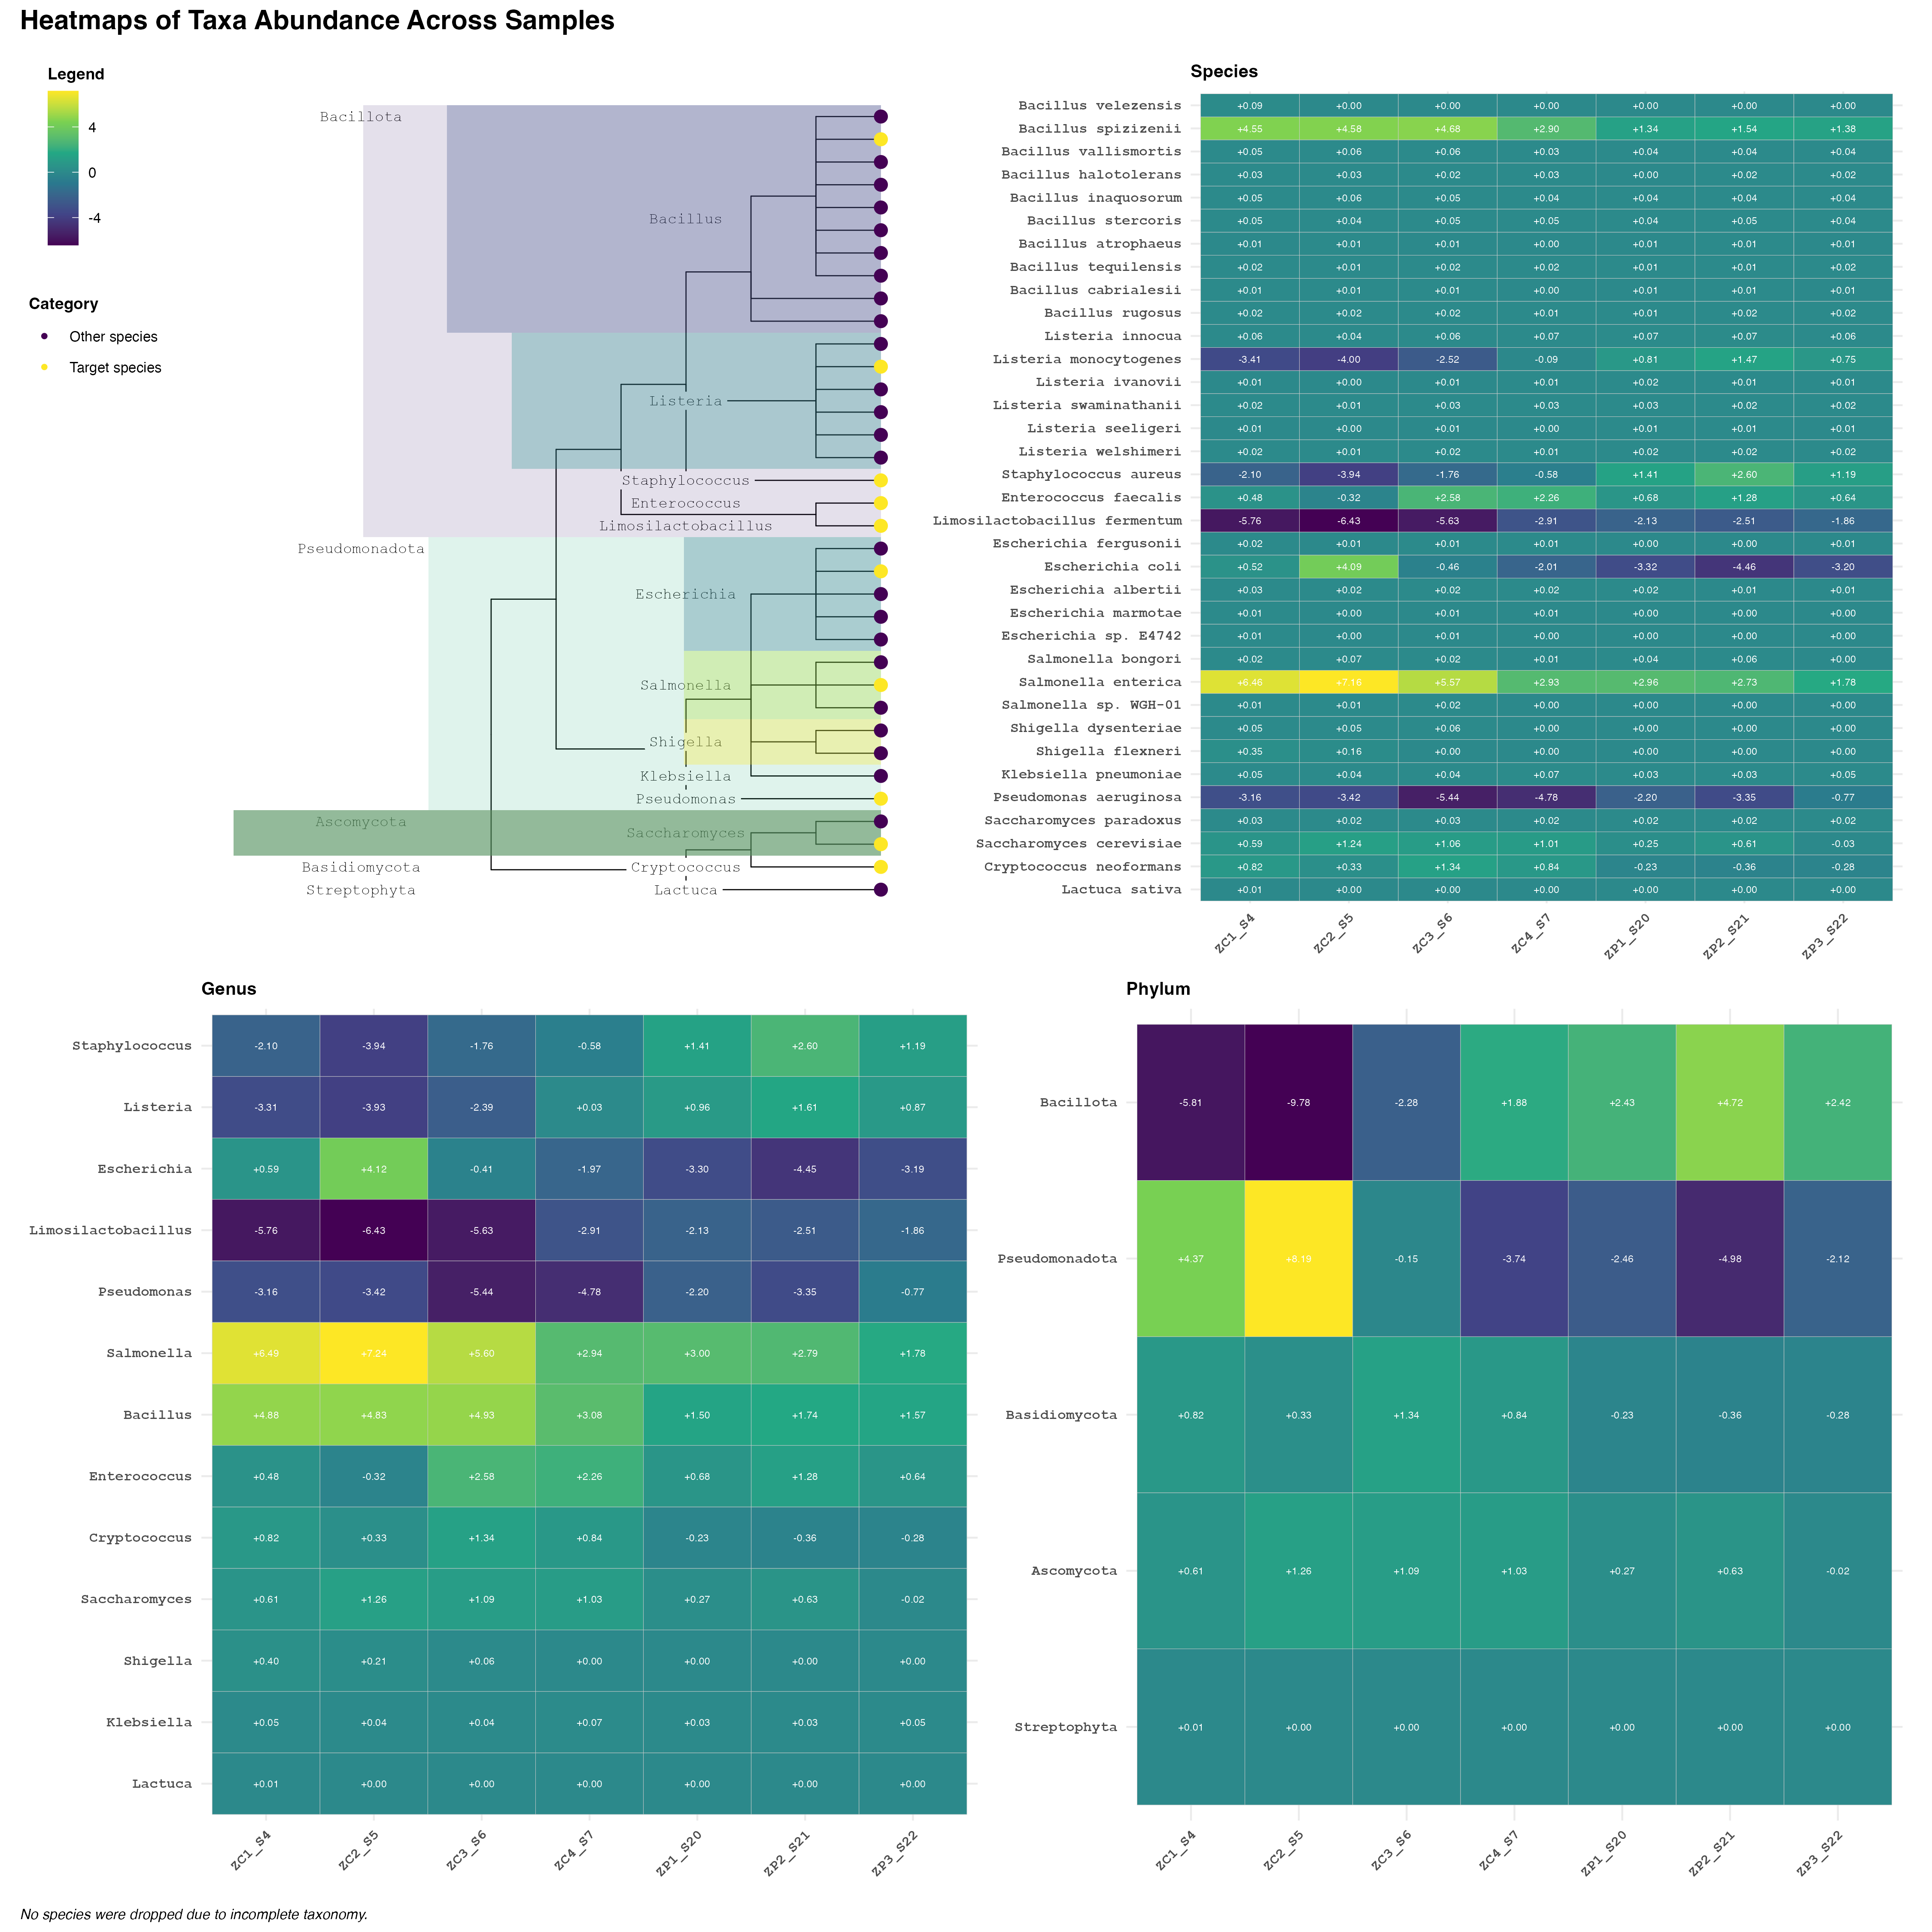 Heatmaps of Taxa Abundance Across Samples
Legend
4
0
-4
Category
Other species
Target species
Bacillota
Bacillus
Listeria
Staphylococcus
Enterococcus
Limosilactobacillus
Pseudomonadota
Escherichia
Salmonella
Shigella
Klebsiella
Pseudomonas
Ascomycota
Saccharomyces
Basidiomycota
Cryptococcus
Streptophyta
Lactuca
Species
Bacillus velezensis +0.09 +0.00 +0.00 +0.00 +0.00 +0.00 +0.00
Bacillus spizizenii +4.55 +4.58 +4.68 +2.90 +1.34 +1.54 +1.38
Bacillus vallismortis +0.05 +0.06 +0.06 +0.03 +0.04 +0.04 +0.04
Bacillus halotolerans +0.03 +0.03 +0.02 +0.03 +0.00 +0.02 +0.02
Bacillus inaquosorum +0.05 +0.06 +0.05 +0.04 +0.04 +0.04 +0.04
Bacillus stercoris +0.05 +0.04 +0.05 +0.05 +0.04 +0.05 +0.04
Bacillus atrophaeus +0.01 +0.01 +0.01 +0.00 +0.01 +0.01 +0.01
Bacillus tequilensis +0.02 +0.01 +0.02 +0.02 +0.01 +0.01 +0.02
Bacillus cabrialesii +0.01 +0.01 +0.01 +0.00 +0.01 +0.01 +0.01
Bacillus rugosus +0.02 +0.02 +0.02 +0.01 +0.01 +0.02 +0.02
Listeria innocua +0.06 +0.04 +0.06 +0.07 +0.07 +0.07 +0.06
Listeria monocytogenes -3.41 -4.00 -2.52 -0.09 +0.81 +1.47 +0.75
Listeria ivanovii +0.01 +0.00 +0.01 +0.01 +0.02 +0.01 +0.01
Listeria swaminathanii +0.02 +0.01 +0.03 +0.03 +0.03 +0.02 +0.02
Listeria seeligeri +0.01 +0.00 +0.01 +0.00 +0.01 +0.01 +0.01
Listeria welshimeri +0.02 +0.01 +0.02 +0.01 +0.02 +0.02 +0.02
Staphylococcus aureus -2.10 -3.94 -1.76 -0.58 +1.41 +2.60 +1.19
Enterococcus faecalis +0.48 -0.32 +2.58 +2.26 +0.68 +1.28 +0.64
Limosilactobacillus fermentum -5.76 -6.43 -5.63 -2.91 -2.13 -2.51 -1.86
Escherichia fergusonii +0.02 +0.01 +0.01 +0.01 +0.00 +0.00 +0.01
Escherichia coli +0.52 +4.09 -0.46 -2.01 -3.32 -4.46 -3.20
Escherichia albertii +0.03 +0.02 +0.02 +0.02 +0.02 +0.01 +0.01
Escherichia marmotae +0.01 +0.00 +0.01 +0.01 +0.00 +0.00 +0.00
Escherichia sp. E4742 +0.01 +0.00 +0.01 +0.00 +0.00 +0.00 +0.00
Salmonella bongori +0.02 +0.07 +0.02 +0.01 +0.04 +0.06 +0.00
Salmonella enterica +6.46 +7.16 +5.57 +2.93 +2.96 +2.73 +1.78
Salmonella sp. WGH-01 +0.01 +0.01 +0.02 +0.00 +0.00 +0.00 +0.00
Shigella dysenteriae +0.05 +0.05 +0.06 +0.00 +0.00 +0.00 +0.00
Shigella flexneri +0.35 +0.16 +0.00 +0.00 +0.00 +0.00 +0.00
Klebsiella pneumoniae +0.05 +0.04 +0.04 +0.07 +0.03 +0.03 +0.05
Pseudomonas aeruginosa -3.16 -3.42 -5.44 -4.78 -2.20 -3.35 -0.77
Saccharomyces paradoxus +0.03 +0.02 +0.03 +0.02 +0.02 +0.02 +0.02
Saccharomyces cerevisiae +0.59 +1.24 +1.06 +1.01 +0.25 +0.61 -0.03
Cryptococcus neoformans +0.82 +0.33 +1.34 +0.84 -0.23 -0.36 -0.28
Lactuca sativa +0.01 +0.00 +0.00 +0.00 +0.00 +0.00 +0.00
ZC1_S4 ZC2_S5 ZC3_S6 ZC4_S7 ZP1_S20 ZP2_S21 ZP3_S22
Genus
Staphylococcus -2.10 -3.94 -1.76 -0.58 +1.41 +2.60 +1.19
Listeria -3.31 -3.93 -2.39 +0.03 +0.96 +1.61 +0.87
Escherichia +0.59 +4.12 -0.41 -1.97 -3.30 -4.45 -3.19
Limosilactobacillus -5.76 -6.43 -5.63 -2.91 -2.13 -2.51 -1.86
Pseudomonas -3.16 -3.42 -5.44 -4.78 -2.20 -3.35 -0.77
Salmonella +6.49 +7.24 +5.60 +2.94 +3.00 +2.79 +1.78
Bacillus +4.88 +4.83 +4.93 +3.08 +1.50 +1.74 +1.57
Enterococcus +0.48 -0.32 +2.58 +2.26 +0.68 +1.28 +0.64
Cryptococcus +0.82 +0.33 +1.34 +0.84 -0.23 -0.36 -0.28
Saccharomyces +0.61 +1.26 +1.09 +1.03 +0.27 +0.63 -0.02
Shigella +0.40 +0.21 +0.06 +0.00 +0.00 +0.00 +0.00
Klebsiella +0.05 +0.04 +0.04 +0.07 +0.03 +0.03 +0.05
Lactuca +0.01 +0.00 +0.00 +0.00 +0.00 +0.00 +0.00
ZC1_S4 ZC2_S5 ZC3_S6 ZC4_S7 ZP1_S20 ZP2_S21 ZP3_S22
Phylum
Bacillota -5.81 -9.78 -2.28 +1.88 +2.43 +4.72 +2.42
Pseudomonadota +4.37 +8.19 -0.15 -3.74 -2.46 -4.98 -2.12
Basidiomycota +0.82 +0.33 +1.34 +0.84 -0.23 -0.36 -0.28
Ascomycota +0.61 +1.26 +1.09 +1.03 +0.27 +0.63 -0.02
Streptophyta +0.01 +0.00 +0.00 +0.00 +0.00 +0.00 +0.00
ZC1_S4 ZC2_S5 ZC3_S6 ZC4_S7 ZP1_S20 ZP2_S21 ZP3_S22
No species were dropped due to incomplete taxonomy.